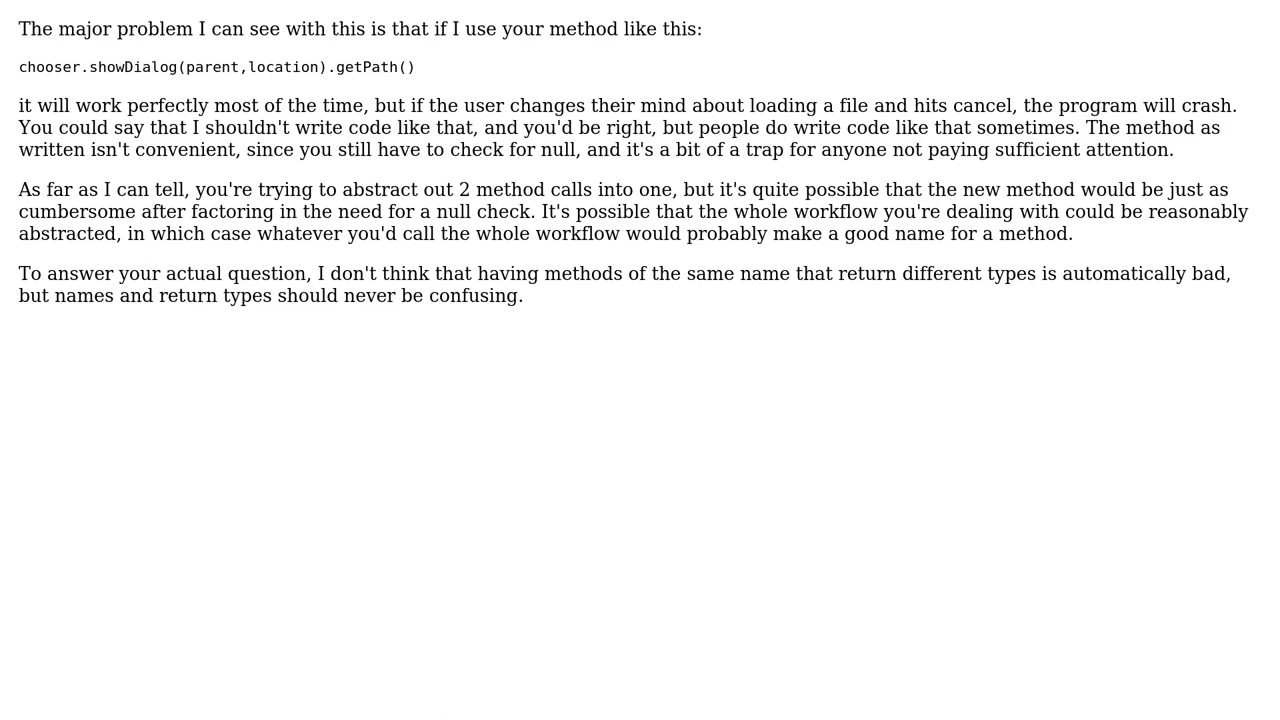 The major problem I can see with this is that if I use your method like this:
chooser.showDialog(parent,location).getPath()
it will work perfectly most of the time, but if the user changes their mind about loading a file and hits cancel, the program will crash.
You could say that I shouldn't write code like that, and you'd be right, but people do write code like that sometimes. The method as
written isn't convenient, since you still have to check for null, and it's a bit of a trap for anyone not paying sufficient attention.
As far as I can tell, you're trying to abstract out 2 method calls into one, but it's quite possible that the new method would be just as
cumbersome after factoring in the need for a null check. It's possible that the whole workflow you're dealing with could be reasonably
abstracted, in which case whatever you'd call the whole workflow would probably make a good name for a method.
To answer your actual question, I don't think that having methods of the same name that return different types is automatically bad,
but names and return types should never be confusing.